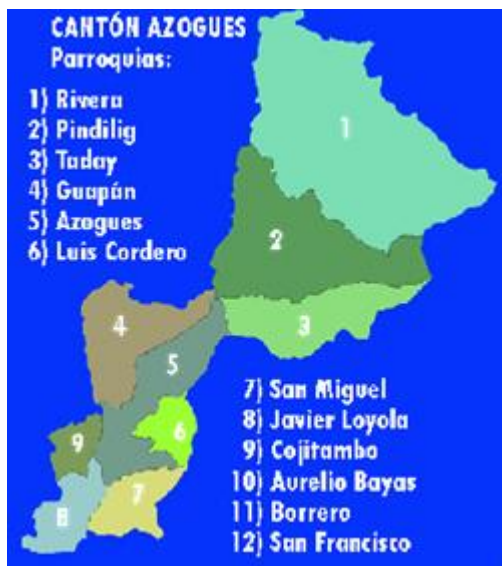 CANTÓN AZOGUES
Parroquias:
1) Rivera
2) Pindilig
3) Taday
4) Guapán
5) Azogues
6) Luis Cordero
1
2
3
4
5
6
7) San Miguel
8) Javier Loyola
9) Cojitambo
10) Aurelio Bayas
11) Borrero
12) San Francisco
9
7
8